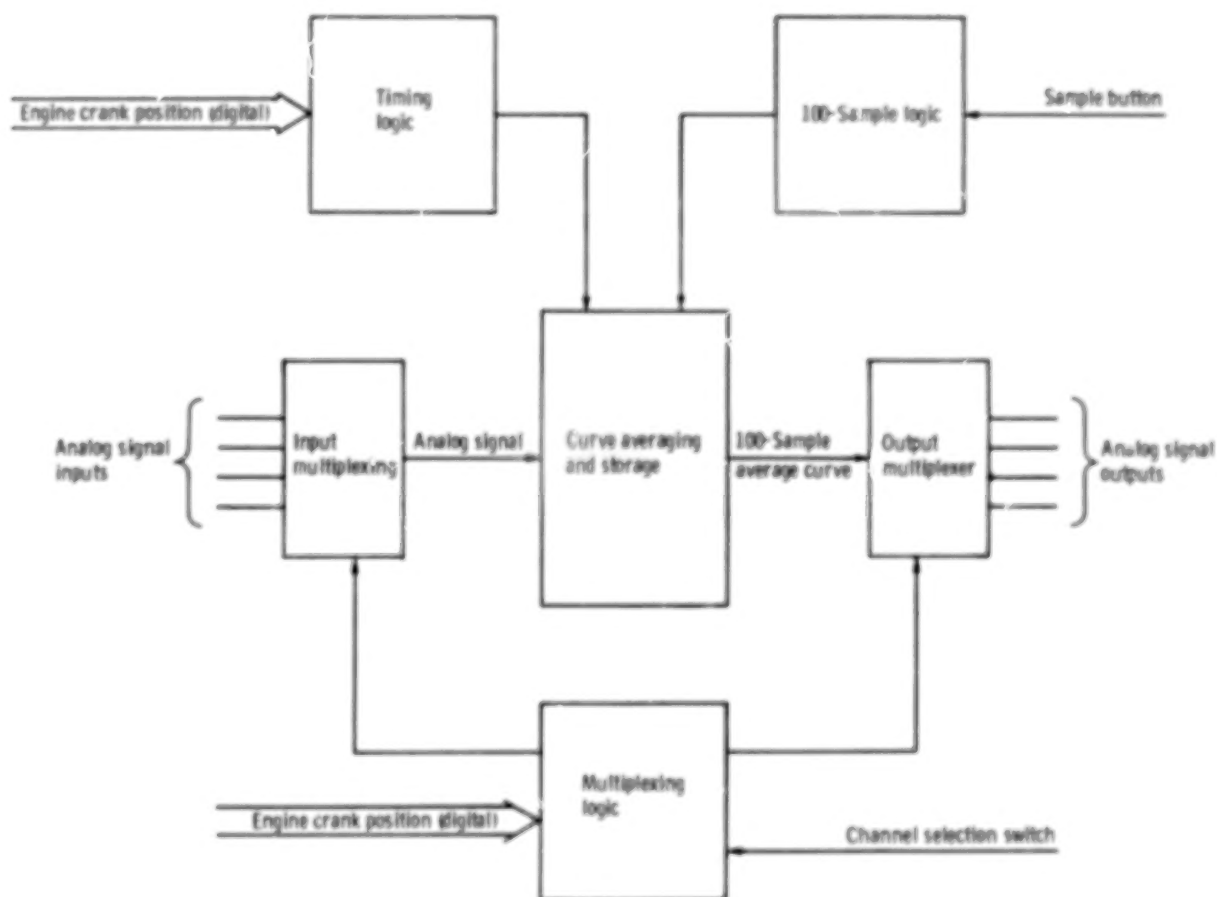 Engine crank position (digital)
Timing
logic
100-Sample logic
Sample button
Analog signal
inputs
Input
multiplexing
Analog signal
Curve averaging
and storage
100-Sample
average curve
Output
multiplexer
Analog signal
outputs
Multiplexing
logic
Engine crank position (digital)
Channel selection switch